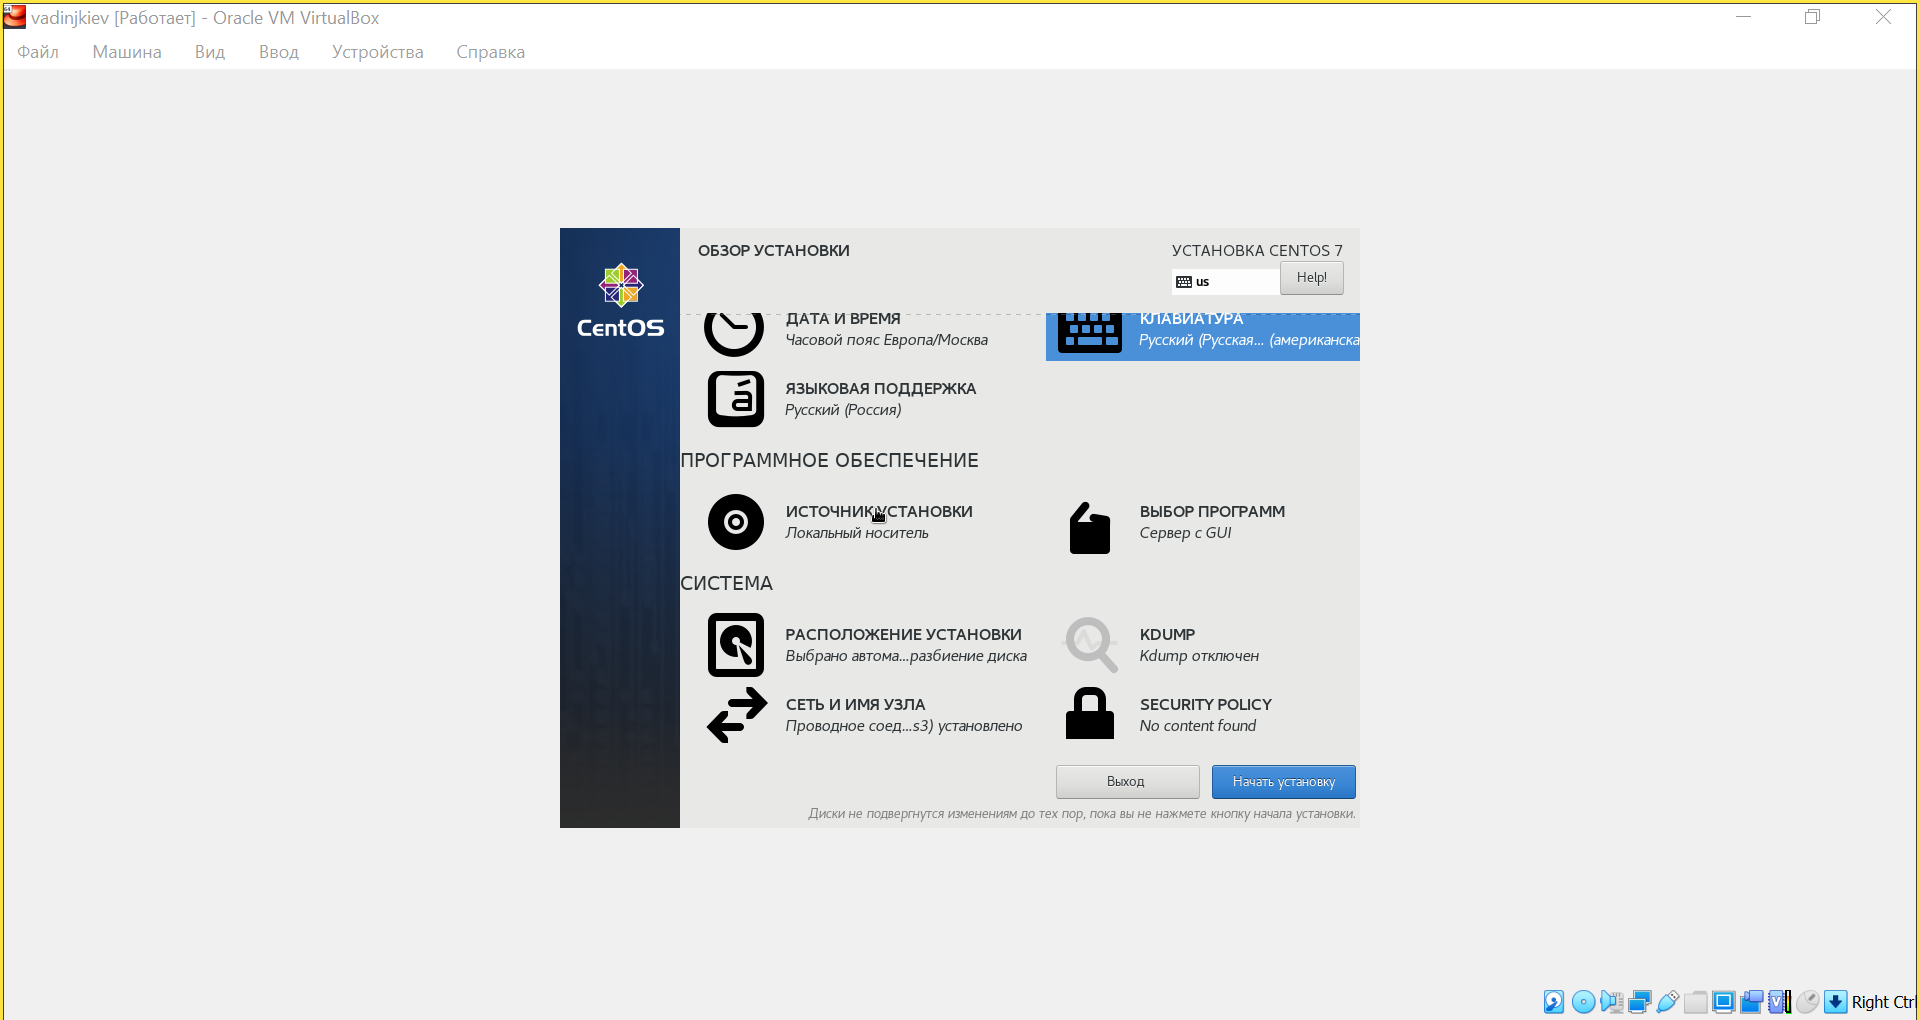 vadinjkiev [Работает] - Oracle VM VirtualBox
Файл Машина Вид Ввод Устройства Справка
CentOS
ОБЗОР УСТАНОВКИ
УСТАНОВКА CENTOS 7
us
Help!
ДАТА И ВРЕМЯ
Часовой пояс Европа/Москва
КЛАВИАТУРА
Русский (Русская... (американска
ЯЗЫКОВАЯ ПОДДЕРЖКА
Русский (Россия)
ПРОГРАММНОЕ ОБЕСПЕЧЕНИЕ
ИСТОЧНИК УСТАНОВКИ
Локальный носитель
ВЫБОР ПРОГРАММ
Сервер с GUI
СИСТЕМА
РАСПОЛОЖЕНИЕ УСТАНОВКИ
Выбрано автома...разбиение диска
KDUMP
Kdump отключен
СЕТЬ И ИМЯ УЗЛА
Проводное соед...s3) установлено
SECURITY POLICY
No content found
Выход
Начать установку
Диски не подвергнутся изменениям до тех пор, пока вы не нажмете кнопку начала установки.
Right Ctrl